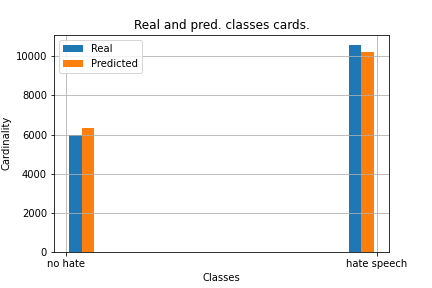 Real and pred. classes cards.
Real
Predicted
10000
8000
6000
4000
2000
0
Cardinality
no hate
hate speech
Classes